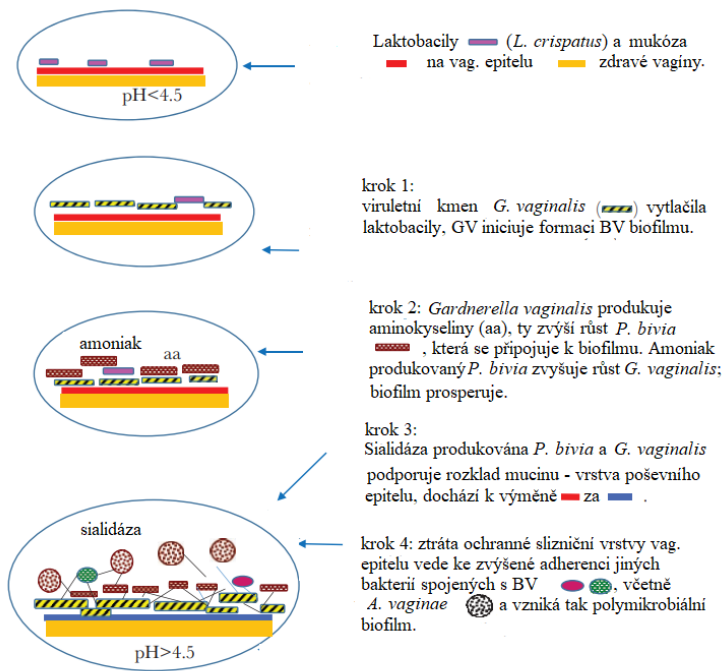 Laktobacily (L. crispatus) a mukóza
na vag. epitelu zdravé vagíny.
pH<4.5
krok 1:
viruletní kmen G. vaginalis ( ) vytlačila
laktobacily, GV iniciuje formaci BV biofilmu.
krok 2: Gardnerella vaginalis produkuje
aminokyseliny (aa), ty zvýší růst P. bivia
, která se připojuje k biofilmu. Amoniak
produkovaný P. bivia zvyšuje růst G. vaginalis;
biofilm prosperuje.
amoniak
aa
krok 3:
Sialidáza produkována P. bivia a G. vaginalis
podporuje rozklad mucinu - vrstva poševního
epitelu, dochází k výměně za .
sialidáza
krok 4: ztráta ochranné slizniční vrstvy vag.
epitelu vede ke zvýšené adherenci jiných
bakterií spojených s BV , včetně
A. vaginae a vzniká tak polymikrobiální
biofilm.
pH>4.5